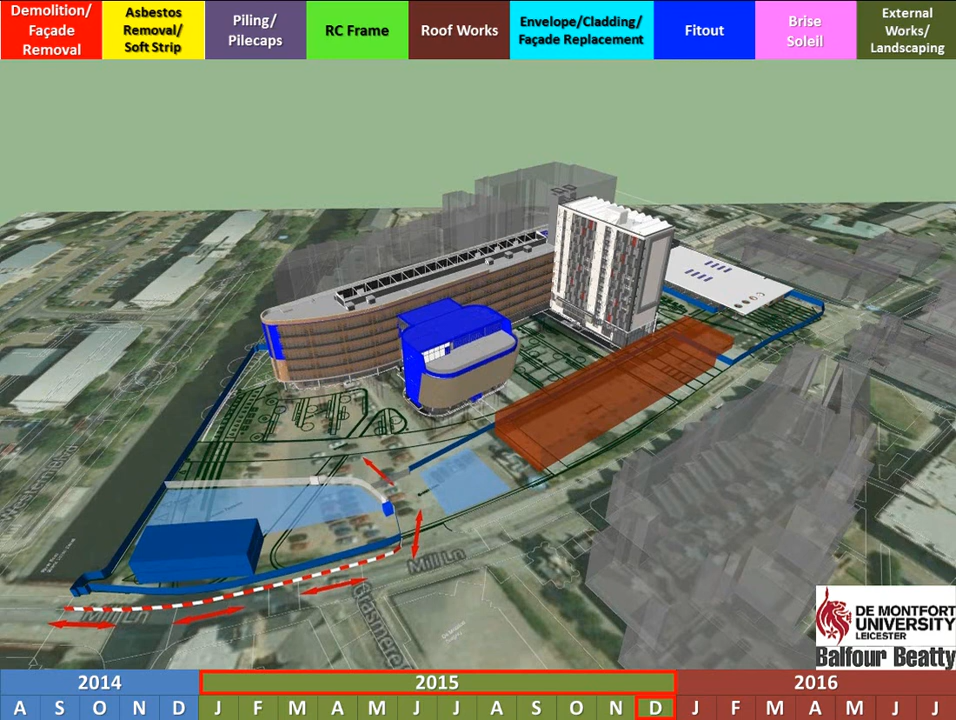 Demolition/
Façade
Removal
Asbestos
Removal/
Soft Strip
Piling/
Pilecaps
RC Frame
Roof Works
Envelope/Cladding/
Façade Replacement
Fitout
Brise
Soleil
External
Works/
Landscaping
Mill Ln
Mill Ln
Grasmere
DE MONTFORT
UNIVERSITY
LEICESTER
Balfour Beatty
2014 2015 2016
A S O N D J F M A M J J A S O N D J F M A M J J